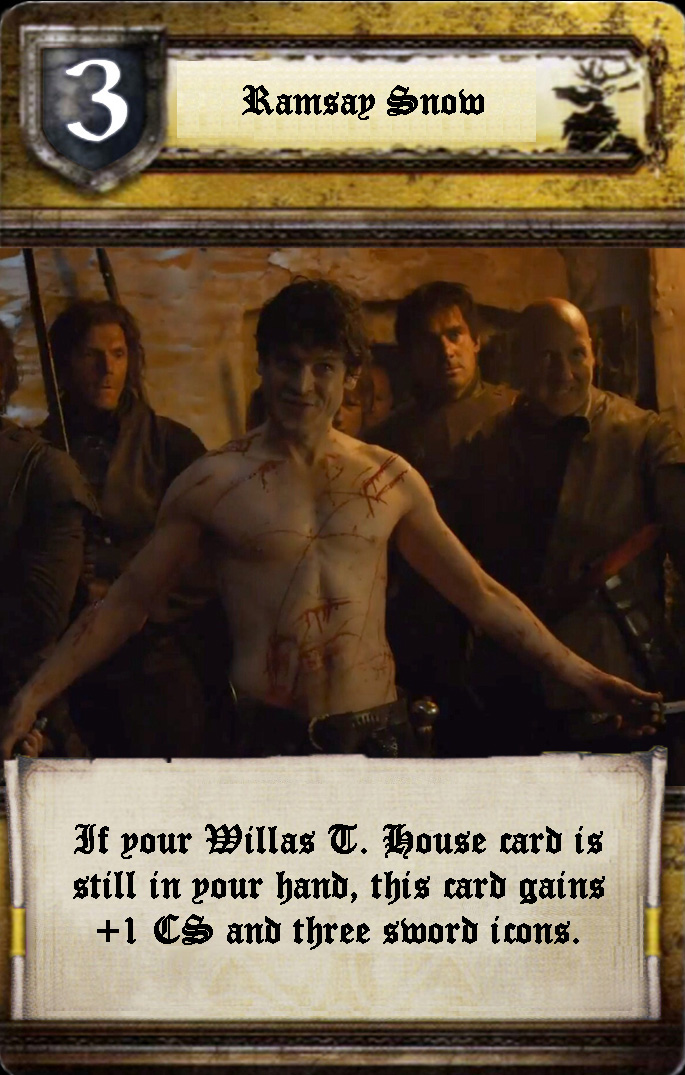 3
Ramsay Snow
If your Willas T. House card is
still in your hand, this card gains
+1 CS and three sword icons.